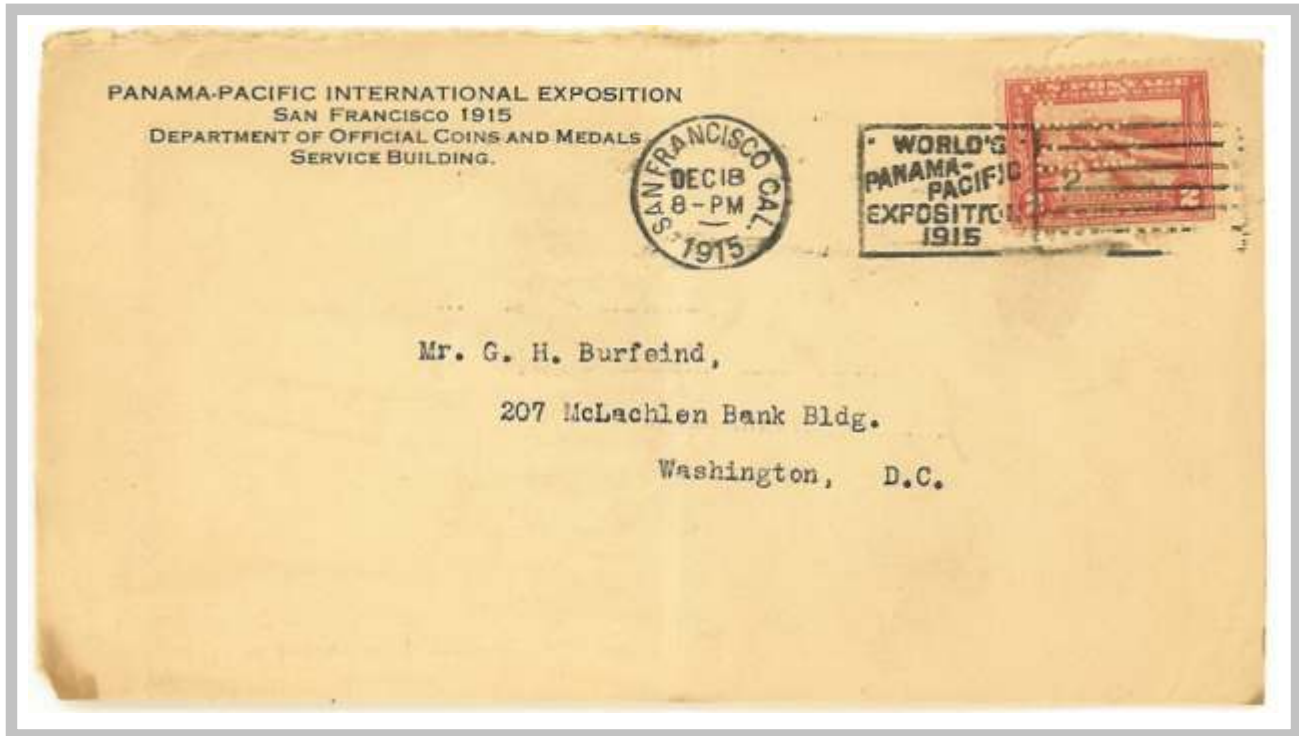 PANAMA-PACIFIC INTERNATIONAL EXPOSITION
SAN FRANCISCO 1915
DEPARTMENT OF OFFICIAL COINS AND MEDALS
SERVICE BUILDING.
SAN FRANCISCO CAL.
DEC 18
8-PM
1915
WORLD'S
PANAMA-
PACIFIC
EXPOSITION
1915
2
2
Mr. G. H. Burfeind,
207 McLachlen Bank Bldg.
Washington, D.C.